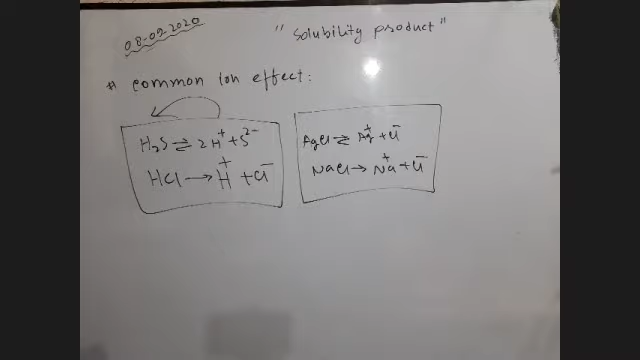 08-09-2020
"Solubility product"
# common Ion effect:
H₂S ⇌ 2H⁺ + S²⁻
HCl → H⁺ + Cl⁻
AgCl ⇌ Ag⁺ + Cl⁻
NaCl → Na⁺ + Cl⁻